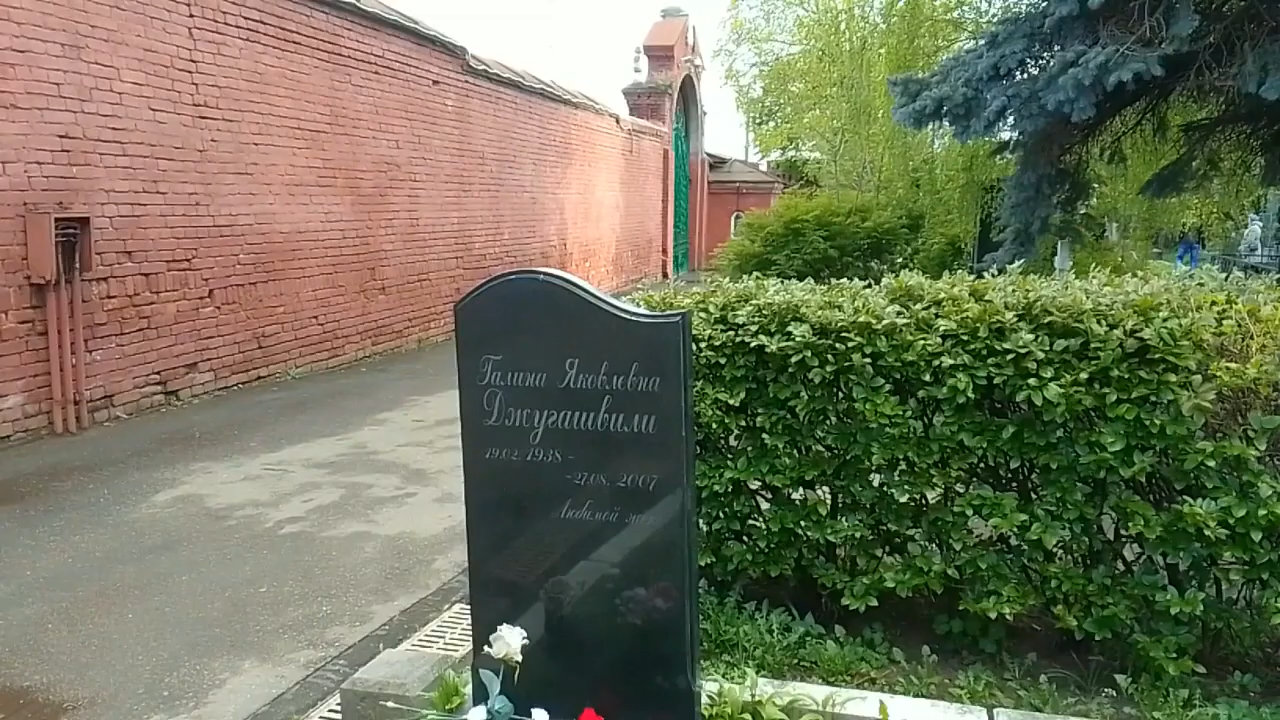 Галина Яковлевна
Джугашвили
19.02.1938 -
-27.08.2007
Любимой